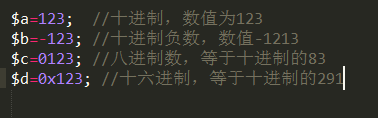 $a=123;  //十进制，数值为123
$b=-123; //十进制负数，数值-1213
$c=0123; //八进制数，等于十进制的83
$d=0x123; //十六进制，等于十进制的291